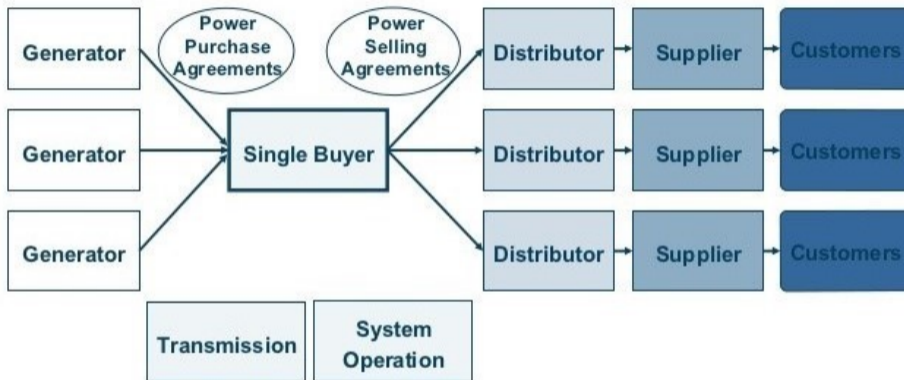 Generator
Power
Purchase
Agreements
Power
Selling
Agreements
Distributor
Supplier
Customers
Generator
Single Buyer
Distributor
Supplier
Customers
Generator
Distributor
Supplier
Customers
Transmission
System
Operation